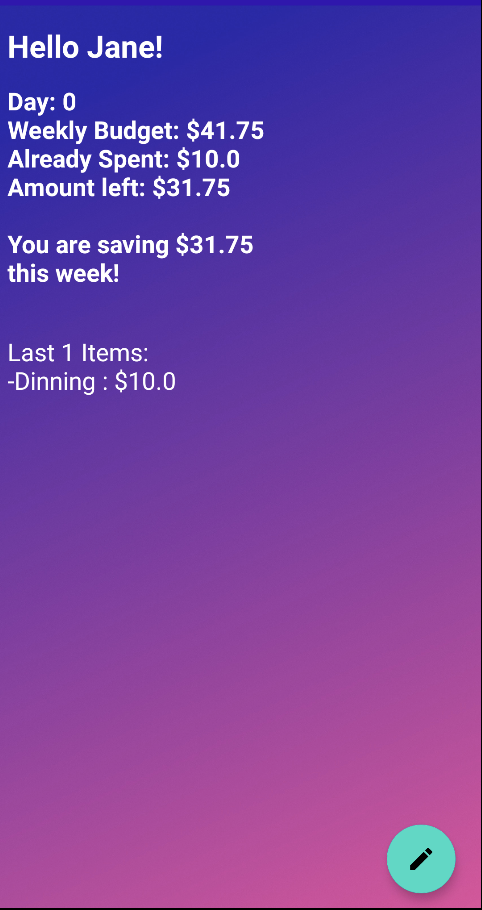 Hello Jane!
Day: 0
Weekly Budget: $41.75
Already Spent: $10.0
Amount left: $31.75
You are saving $31.75
this week!
Last 1 Items:
-Dinning : $10.0